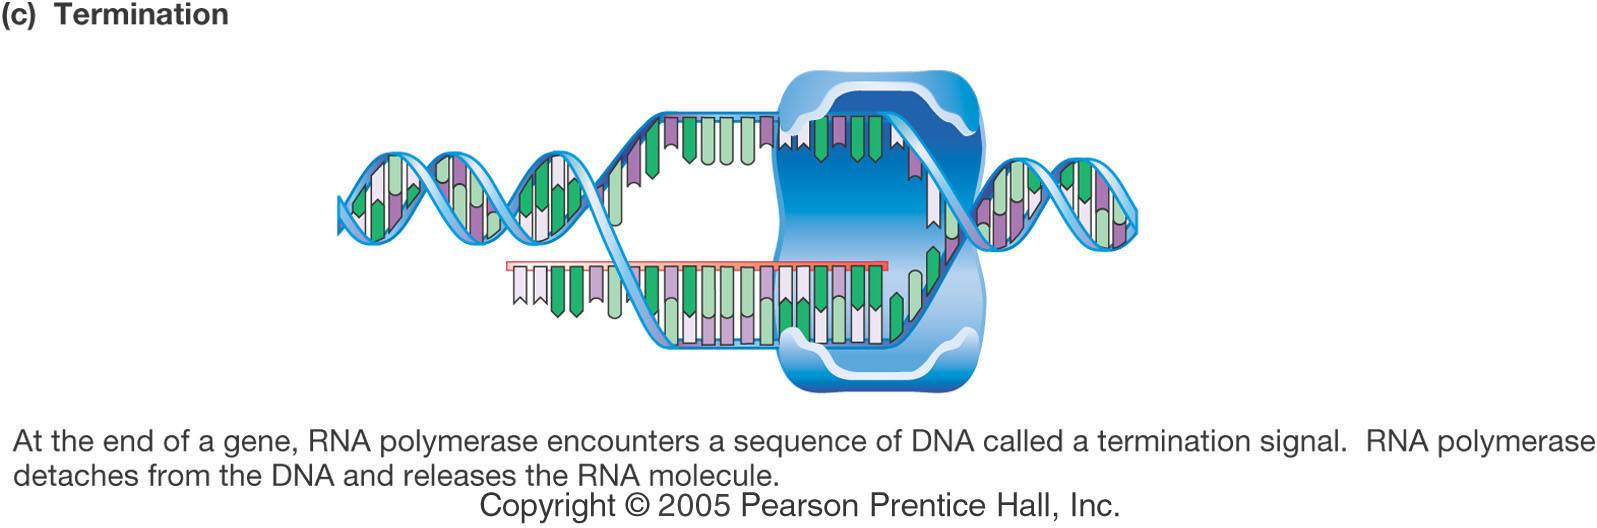 (c) Termination
At the end of a gene, RNA polymerase encounters a sequence of DNA called a termination signal.  RNA polymerase
detaches from the DNA and releases the RNA molecule.
Copyright © 2005 Pearson Prentice Hall, Inc.